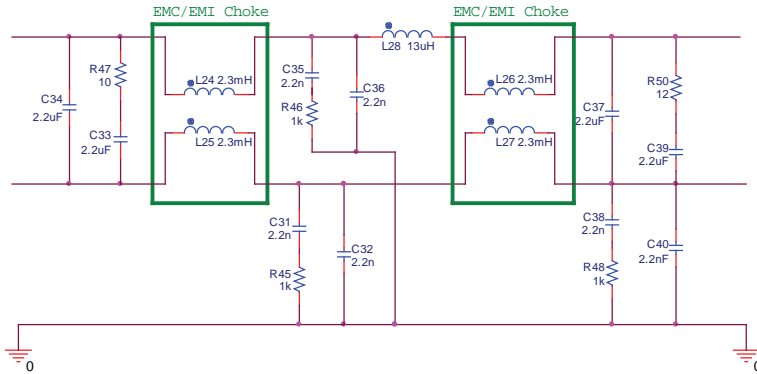 EMC/EMI Choke
EMC/EMI Choke
L28 13uH
R47
10
C34
2.2uF
C33
2.2uF
L24 2.3mH
L25 2.3mH
C35
2.2n
R46
1k
C36
2.2n
L26 2.3mH
L27 2.3mH
C37
2.2uF
R50
12
C39
2.2uF
C31
2.2n
R45
1k
C32
2.2n
C38
2.2n
R48
1k
C40
2.2nF
0
0